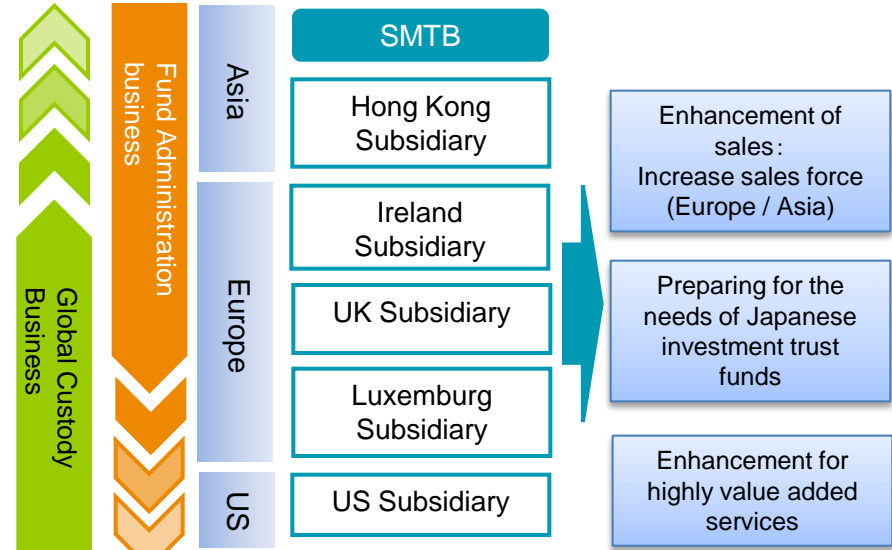 Global Custody
Business
Fund Administration
business
Asia
Europe
US
SMTB
Hong Kong
Subsidiary
Ireland
Subsidiary
UK Subsidiary
Luxemburg
Subsidiary
US Subsidiary
Enhancement of
sales：
Increase sales force
(Europe / Asia)
Preparing for the
needs of Japanese
investment trust
funds
Enhancement for
highly value added
services